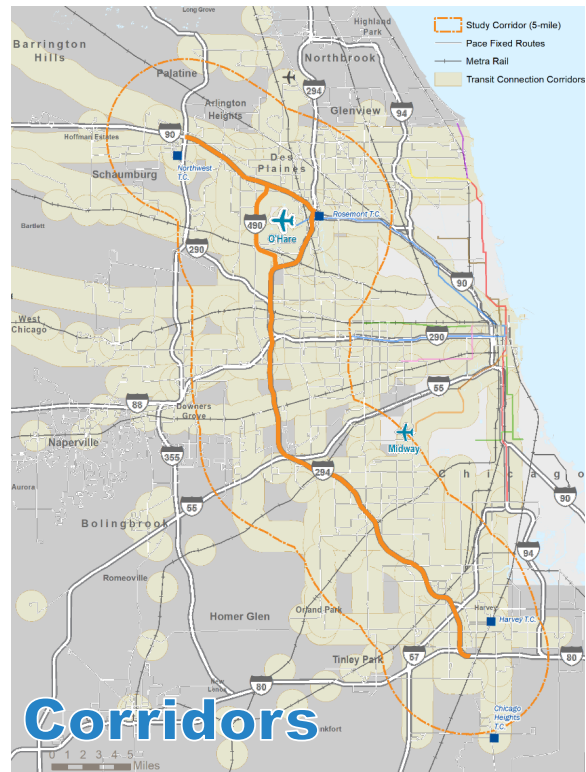 Long Grove
Highland
Park
Study Corridor (5-mile)
Pace Fixed Routes
Metra Rail
Transit Connection Corridors
Barrington
Hills
Palatine
Northbrook
294
94
Arlington
Heights
Glenview
90
Hoffman Estates
Northwest
T.C.
Schaumburg
Des
Plaines
Rosemont T.C.
O'Hare
490
Bartlett
290
90
West
Chicago
290
55
88
Downers
Grove
Naperville
Midway
355
294
Chicago
Aurora
55
90
Bolingbrook
94
Romeoville
Homer Glen
Orland Park
Harvey
Harvey T.C.
57
Tinley Park
80
80
New
Lenox
Chicago
Heights
T.C.
Corridors
nkfort
0 1 2 3 4 5
Miles